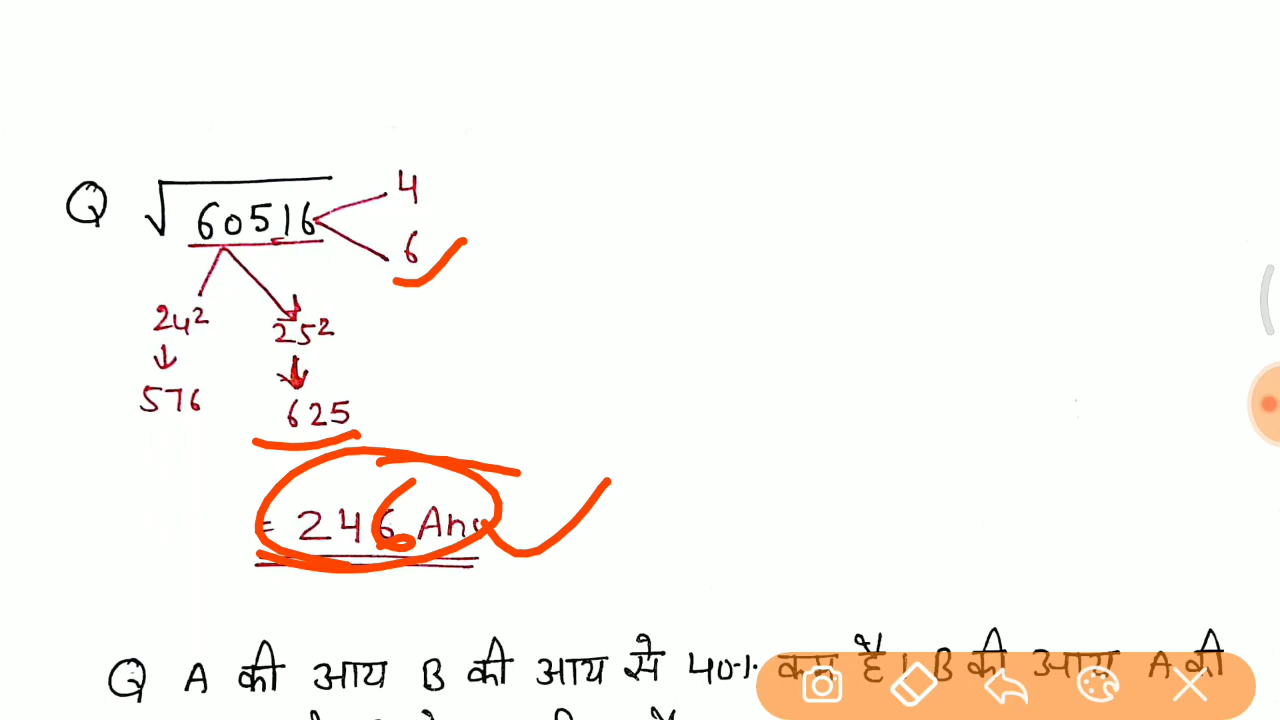 Q √60516 4
6
24² 25²
↓ ↓
576 625
= 246 Ans
Q A की आय B की आय से 40% कम है। B की आय A की